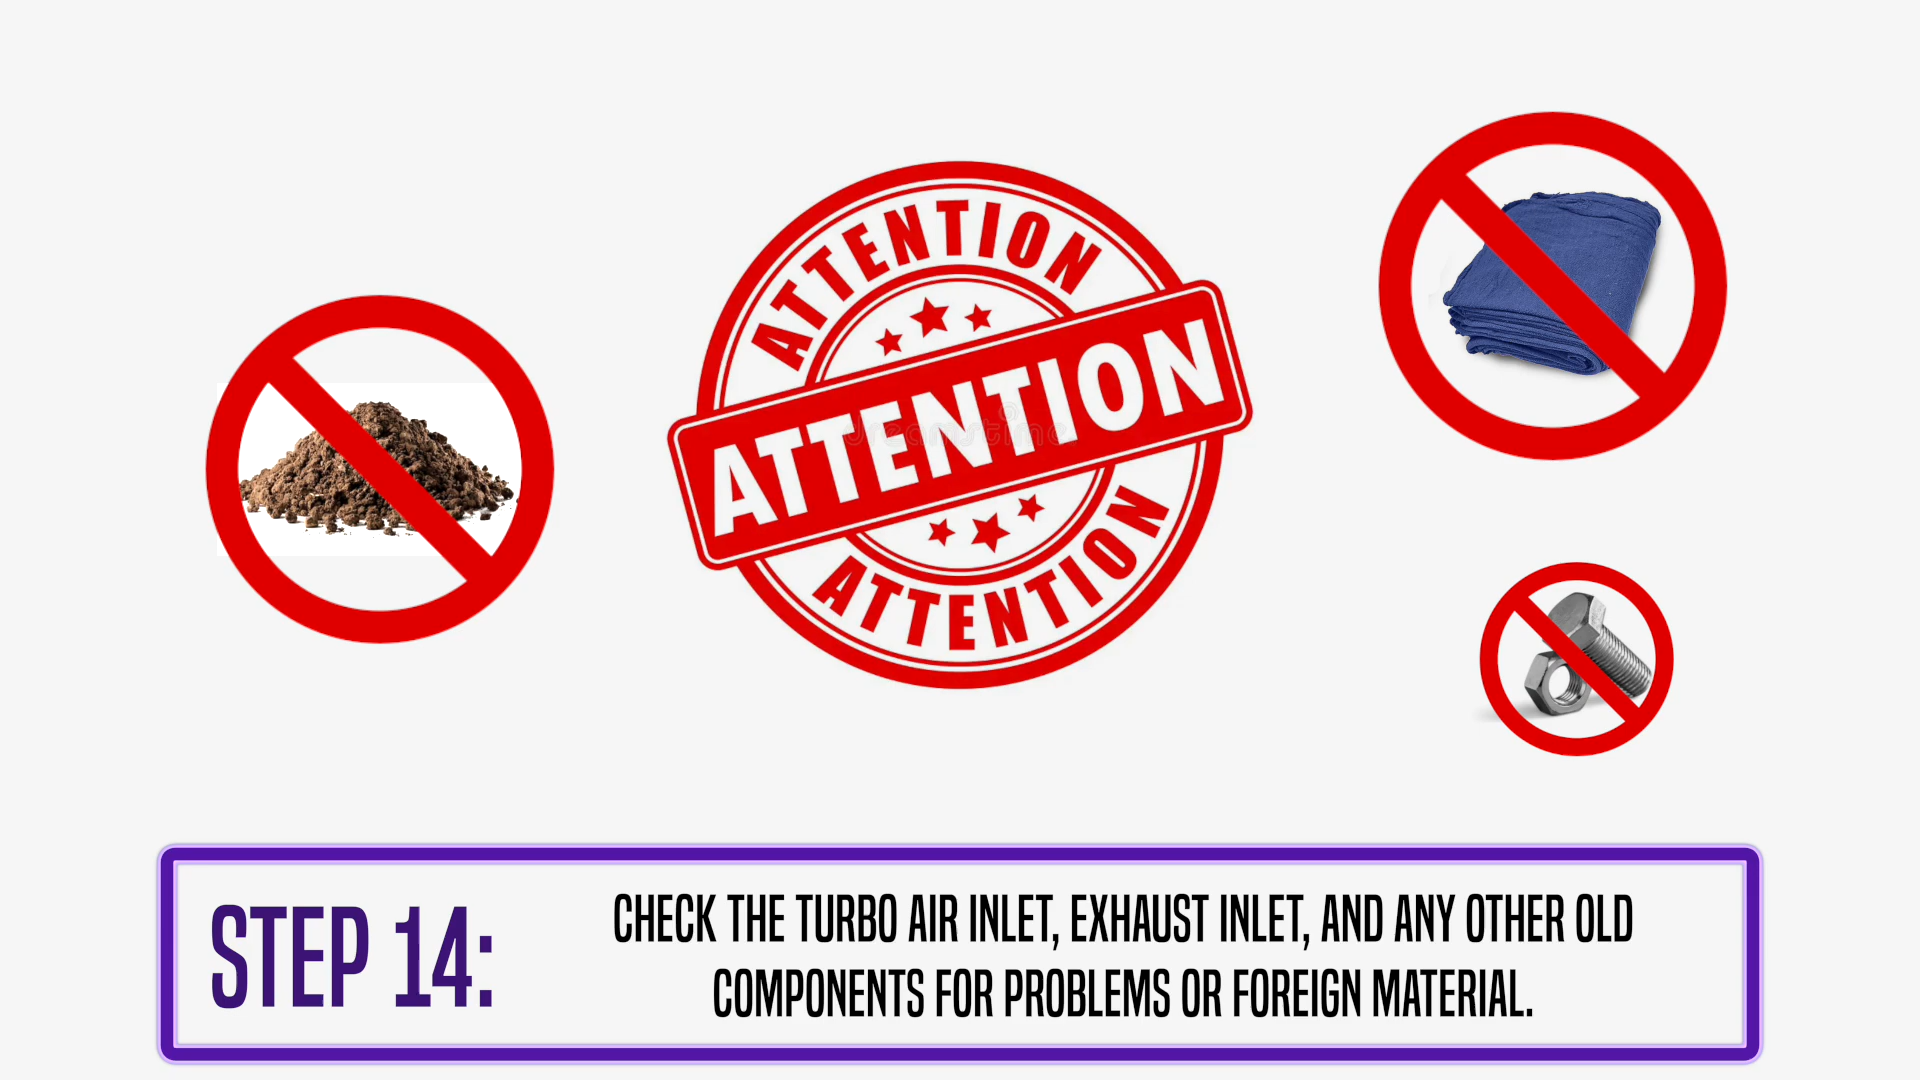 ATTENTION
ATTENTION
dreamstime
ATTENTION
STEP 14:
CHECK THE TURBO AIR INLET, EXHAUST INLET, AND ANY OTHER OLD
COMPONENTS FOR PROBLEMS OR FOREIGN MATERIAL.